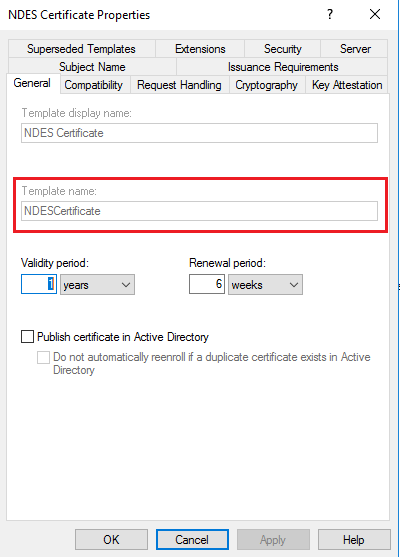 NDES Certificate Properties
? ×
Superseded Templates Extensions Security Server
Subject Name Issuance Requirements
General Compatibility Request Handling Cryptography Key Attestation
Template display name:
NDES Certificate
Template name:
NDESCertificate
Validity period: Renewal period:
1 years 6 weeks
Publish certificate in Active Directory
Do not automatically reenroll if a duplicate certificate exists in Active
Directory
OK Cancel Apply Help